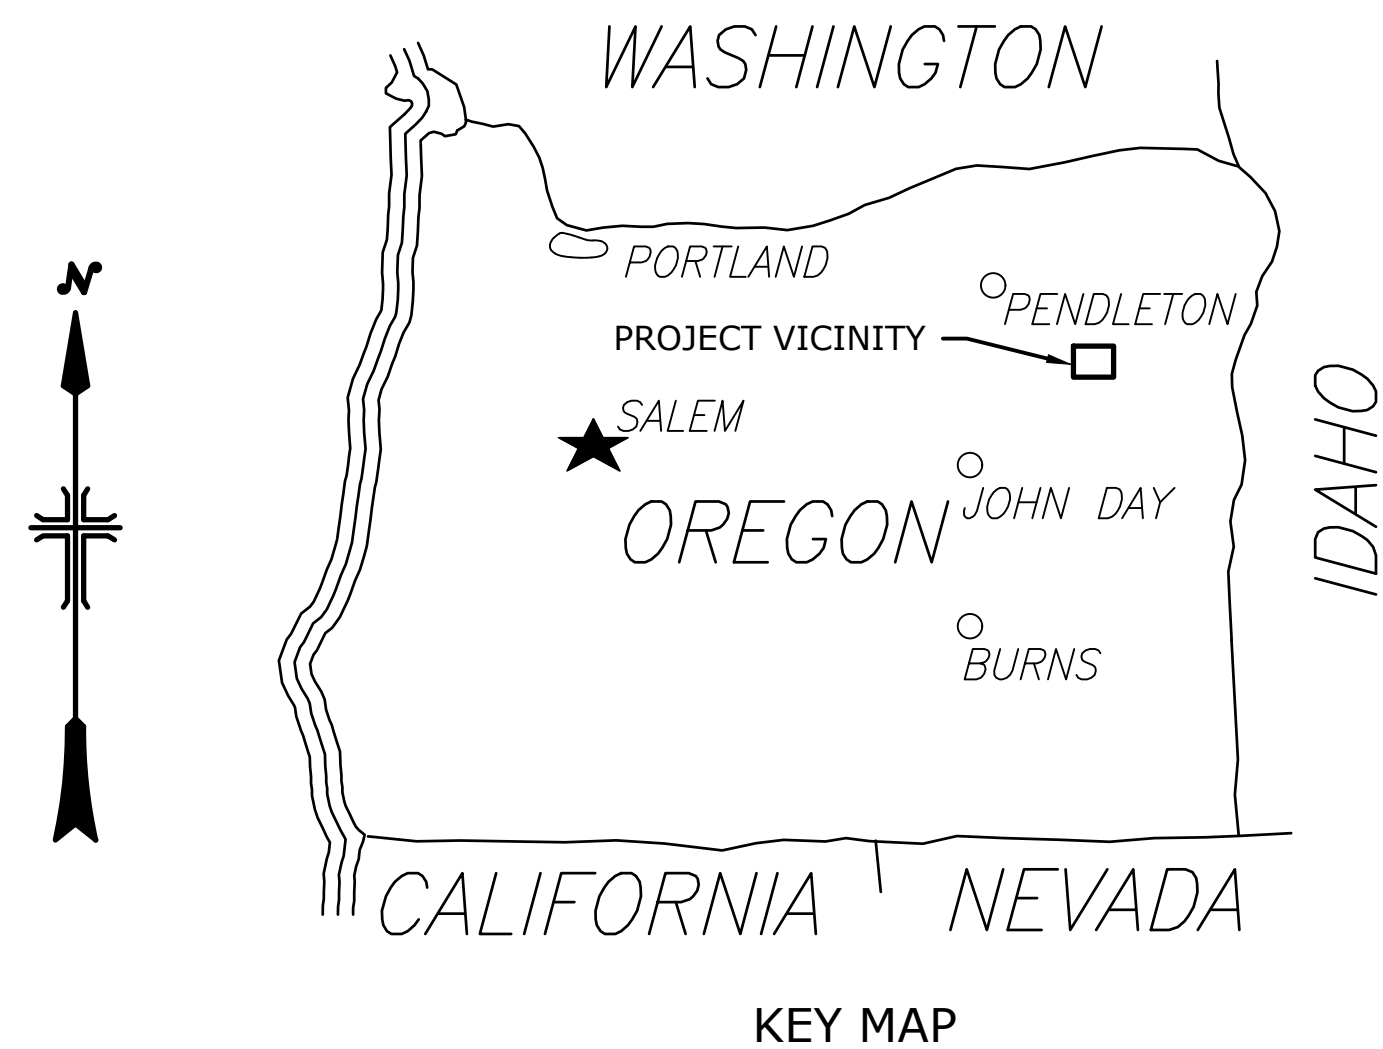 WASHINGTON
N
PORTLAND
PENDLETON
PROJECT VICINITY
SALEM
IDAHO
JOHN DAY
OREGON
BURNS
CALIFORNIA
NEVADA
KEY MAP